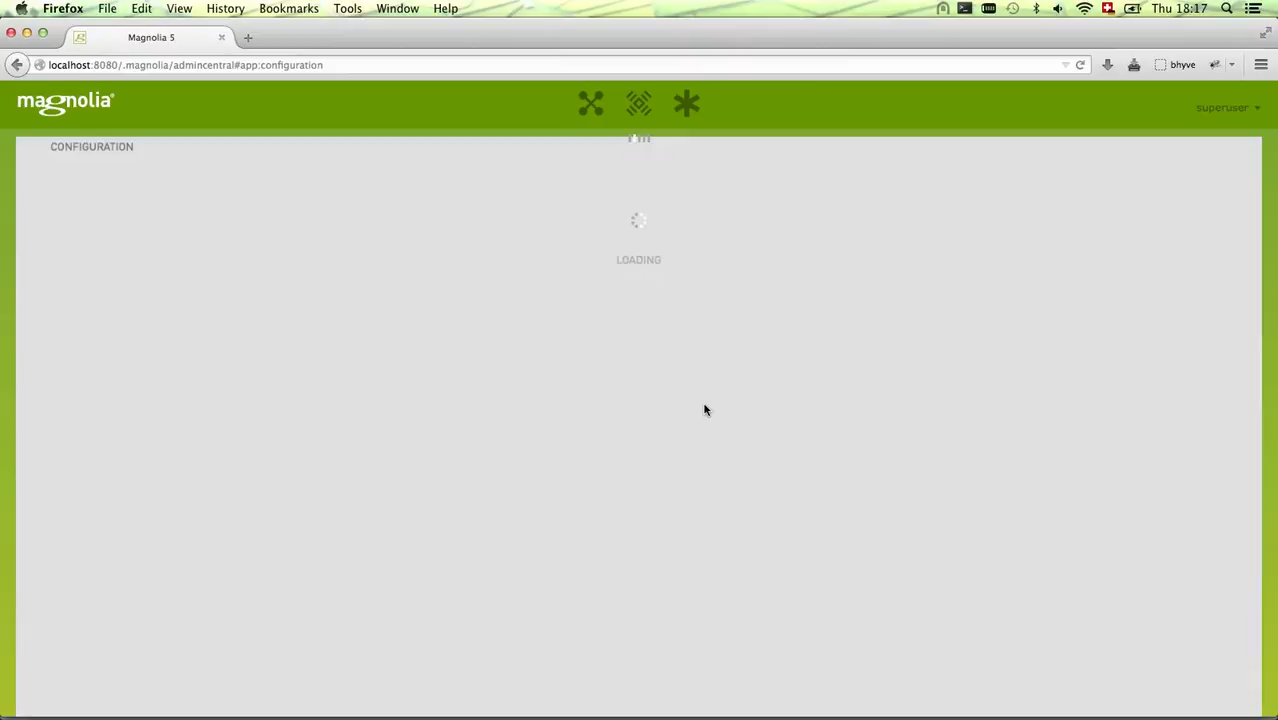 Firefox File Edit View History Bookmarks Tools Window Help Thu 18:17
Magnolia 5
localhost:8080/.magnolia/admincentral#app:configuration bhyve
magnolia® superuser
CONFIGURATION
LOADING